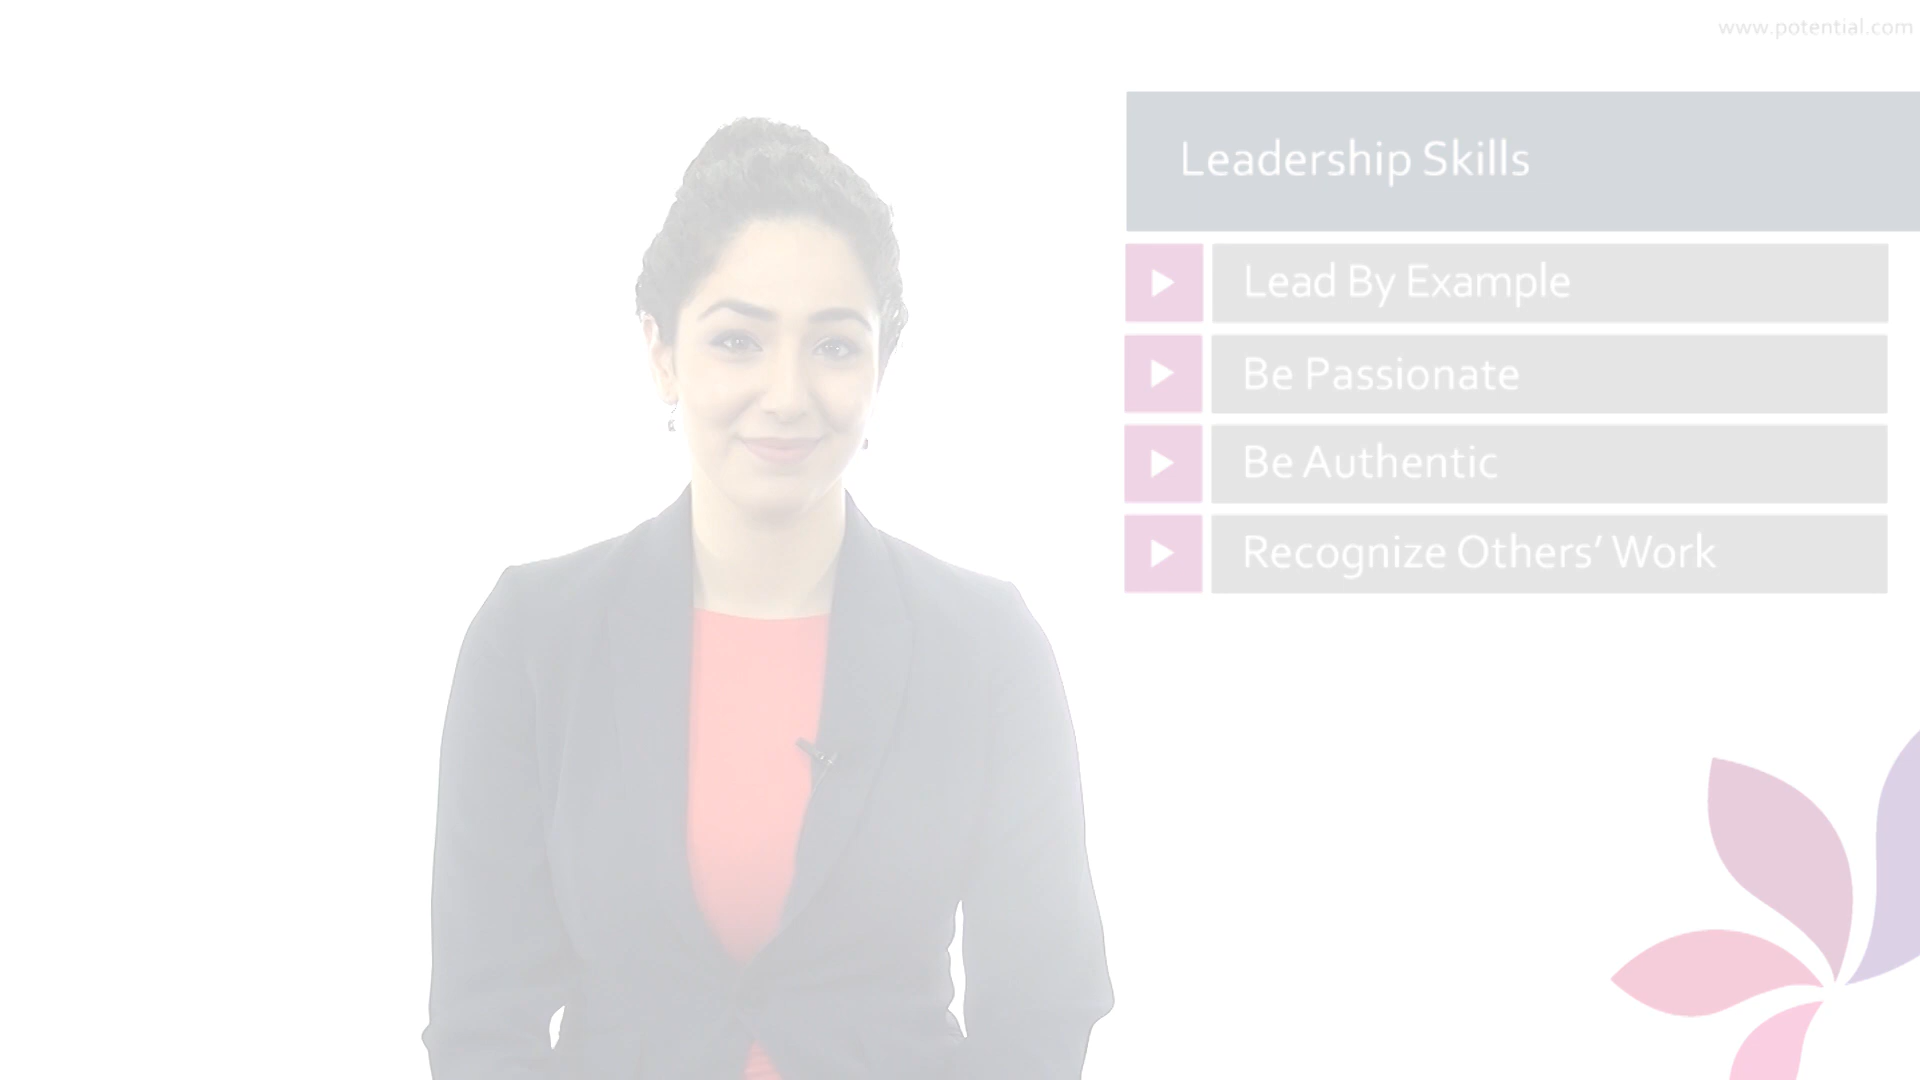 www.potential.com
Leadership Skills
Lead By Example
Be Passionate
Be Authentic
Recognize Others’ Work